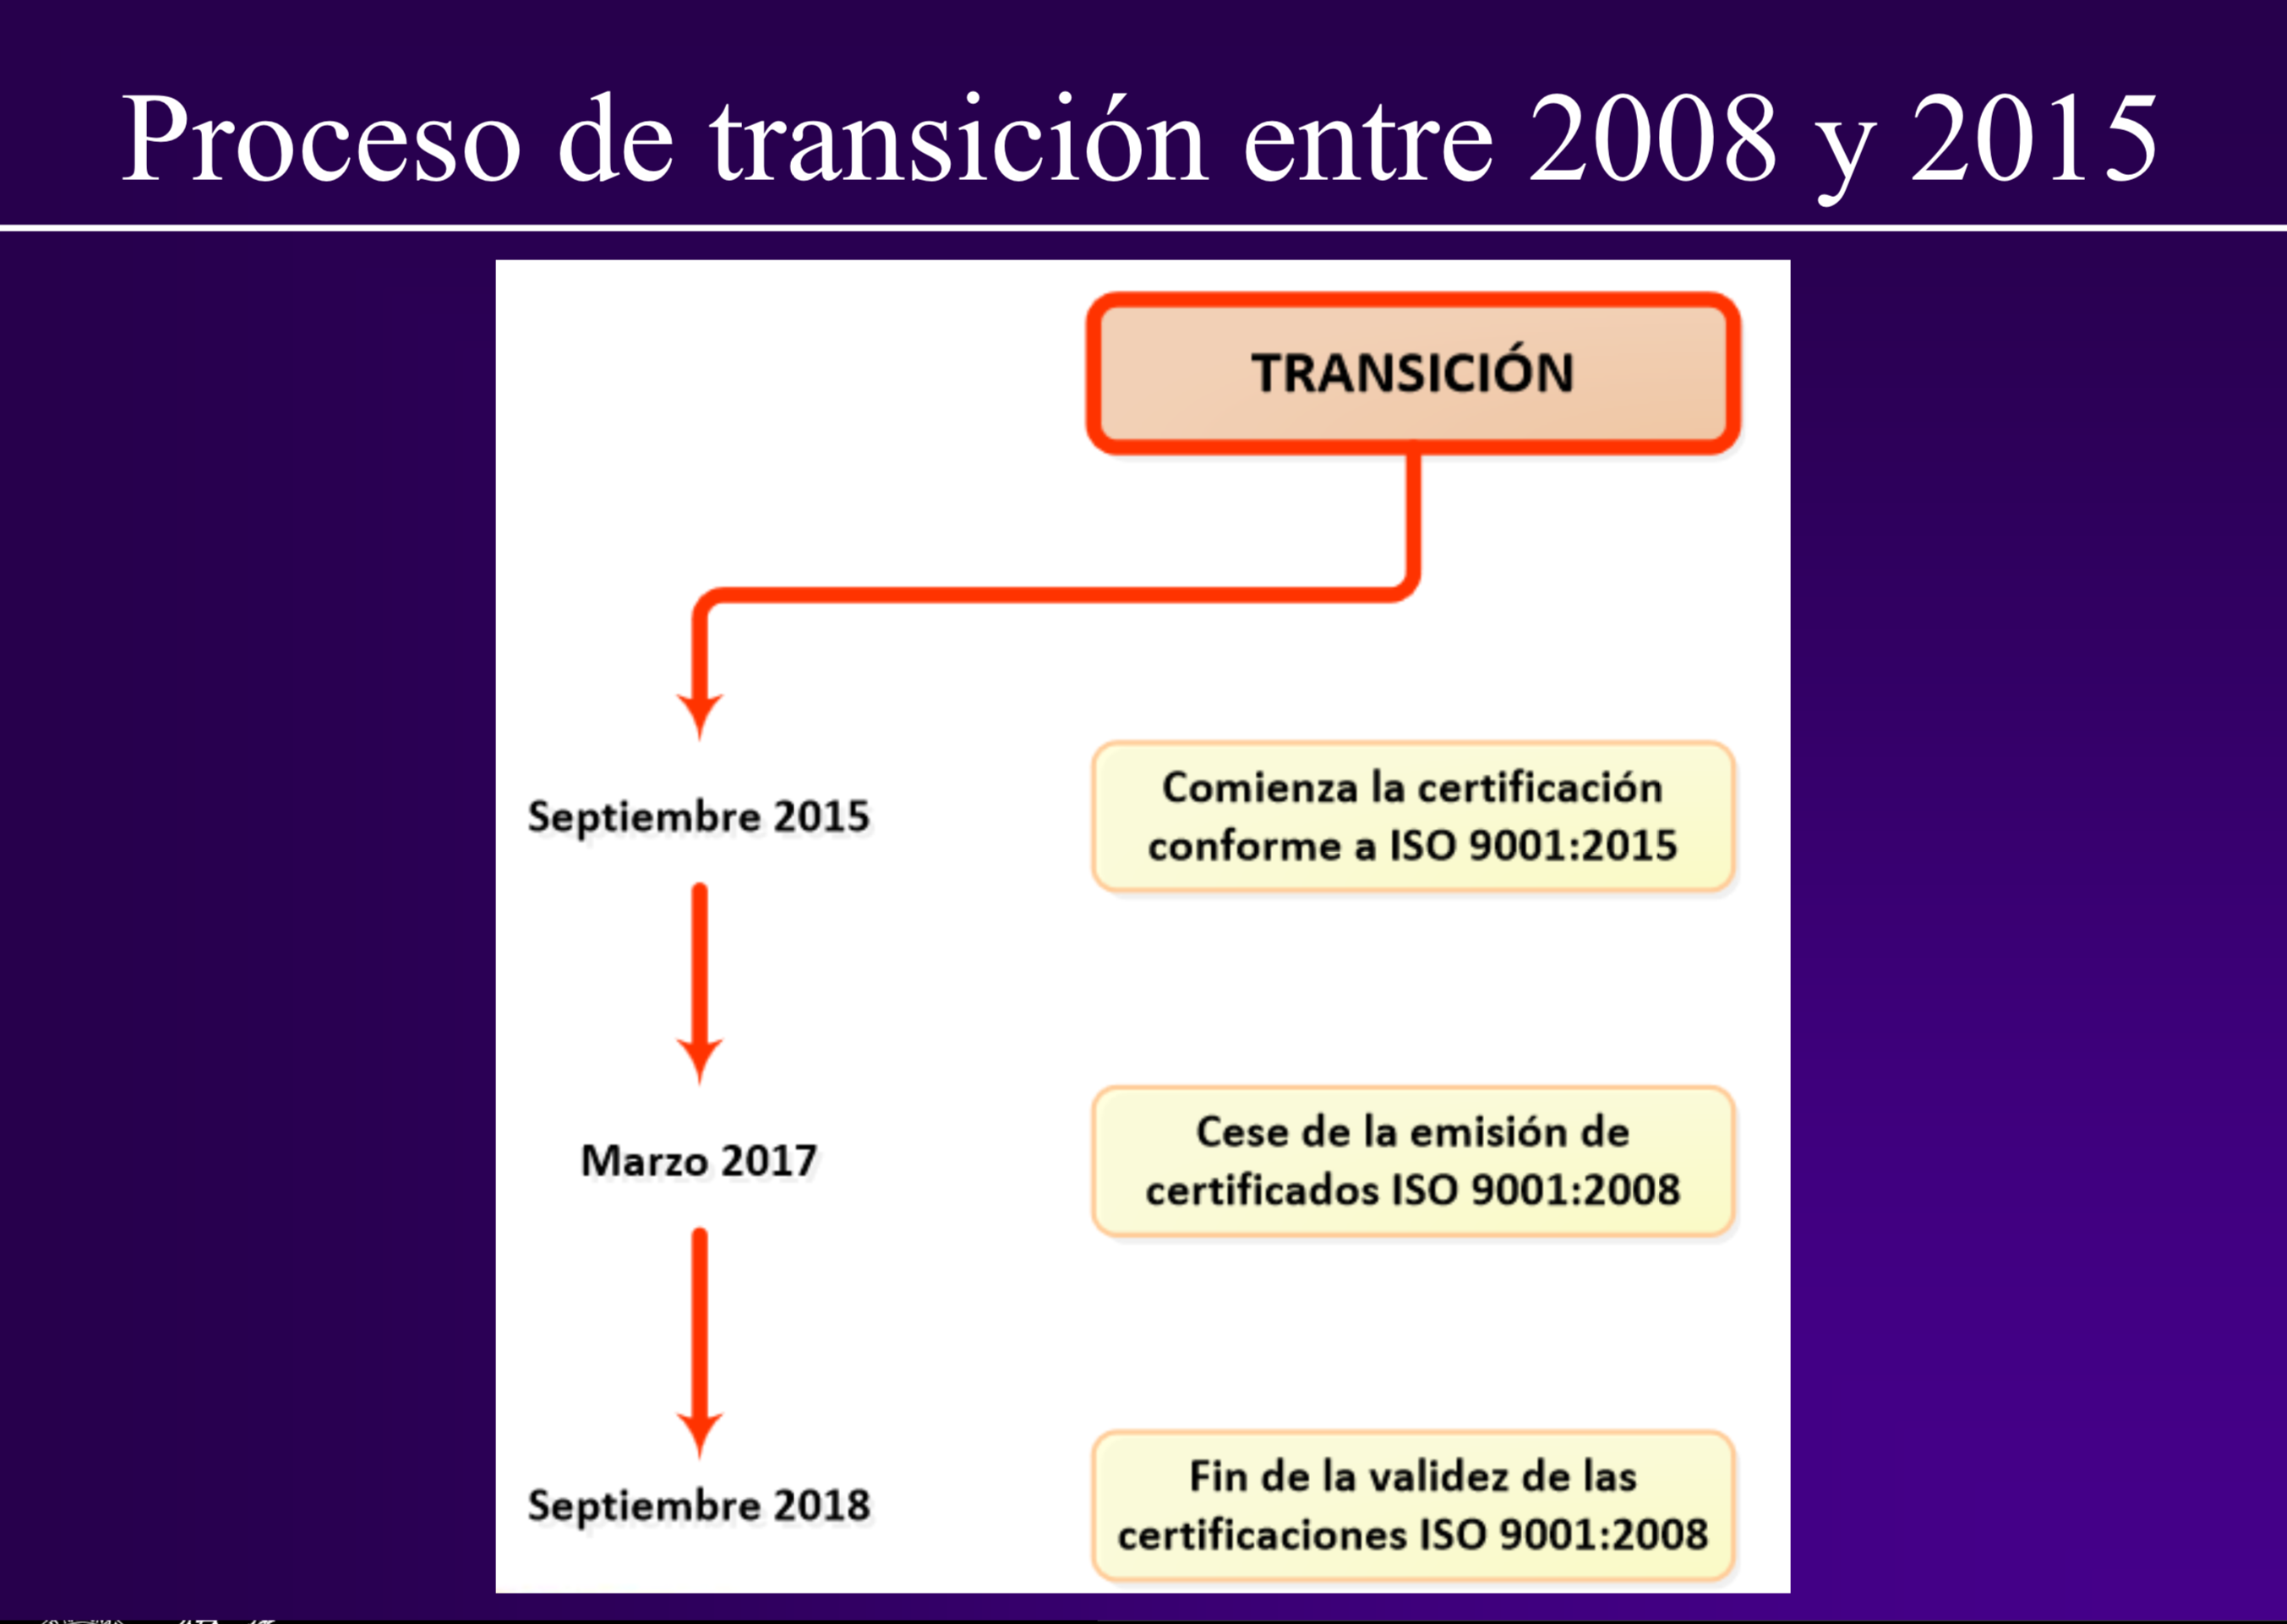 Proceso de transición entre 2008 y 2015
TRANSICIÓN
Septiembre 2015
Comienza la certificación
conforme a ISO 9001:2015
Marzo 2017
Cese de la emisión de
certificados ISO 9001:2008
Septiembre 2018
Fin de la validez de las
certificaciones ISO 9001:2008